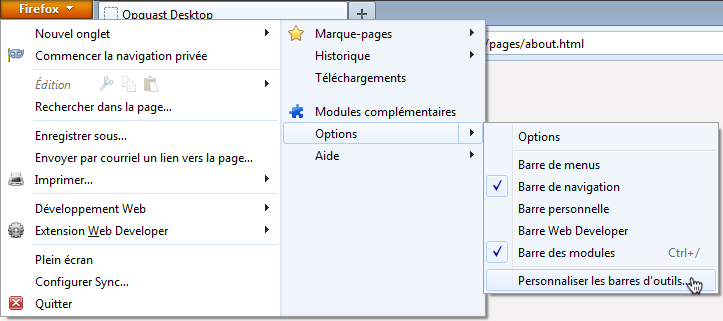 Firefox
Opquast Desktop
/pages/about.html
Nouvel onglet
Commencer la navigation privée
Édition
Rechercher dans la page...
Enregistrer sous...
Envoyer par courriel un lien vers la page...
Imprimer...
Développement Web
Extension Web Developer
Plein écran
Configurer Sync...
Quitter
Marque-pages
Historique
Téléchargements
Modules complémentaires
Options
Aide
Options
Barre de menus
Barre de navigation
Barre personnelle
Barre Web Developer
Barre des modules Ctrl+/
Personnaliser les barres d'outils...